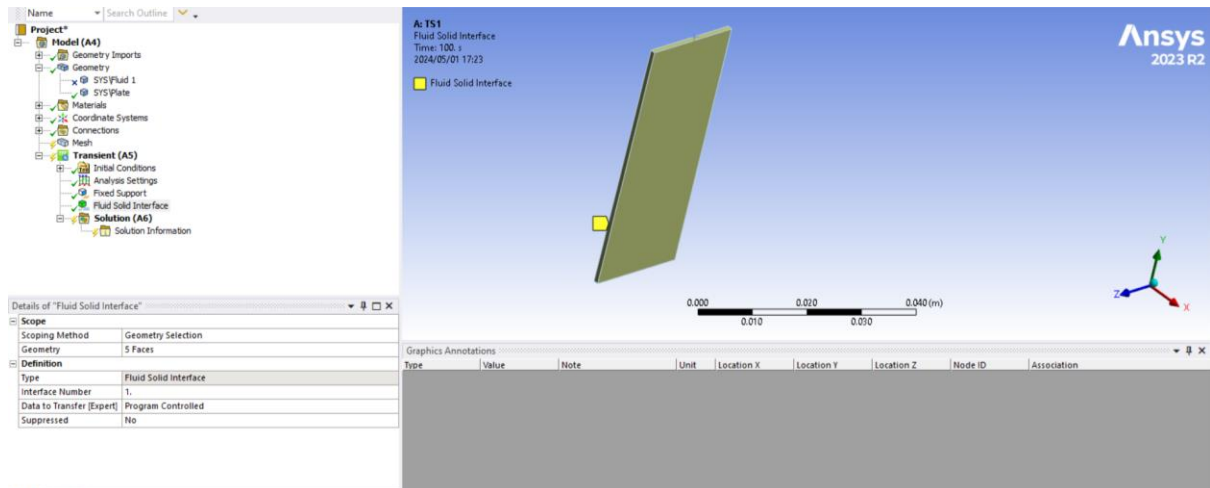 Name Search Outline
Project*
Model (A4)
Geometry Imports
Geometry
SYS\Fluid 1
SYS\Plate
Materials
Coordinate Systems
Connections
Mesh
Transient (A5)
Initial Conditions
Analysis Settings
Fixed Support
Fluid Solid Interface
Solution (A6)
Solution Information
Details of "Fluid Solid Interface"
Scope
Scoping Method Geometry Selection
Geometry 5 Faces
Definition
Type Fluid Solid Interface
Interface Number 1.
Data to Transfer [Expert] Program Controlled
Suppressed No
A: TS1
Fluid Solid Interface
Time: 100. s
2024/05/01 17:23
Fluid Solid Interface
Ansys
2023 R2
Y
Z
X
0.000 0.020 0.040 (m)
0.010 0.030
Graphics Annotations
Type Value Note Unit Location X Location Y Location Z Node ID Association